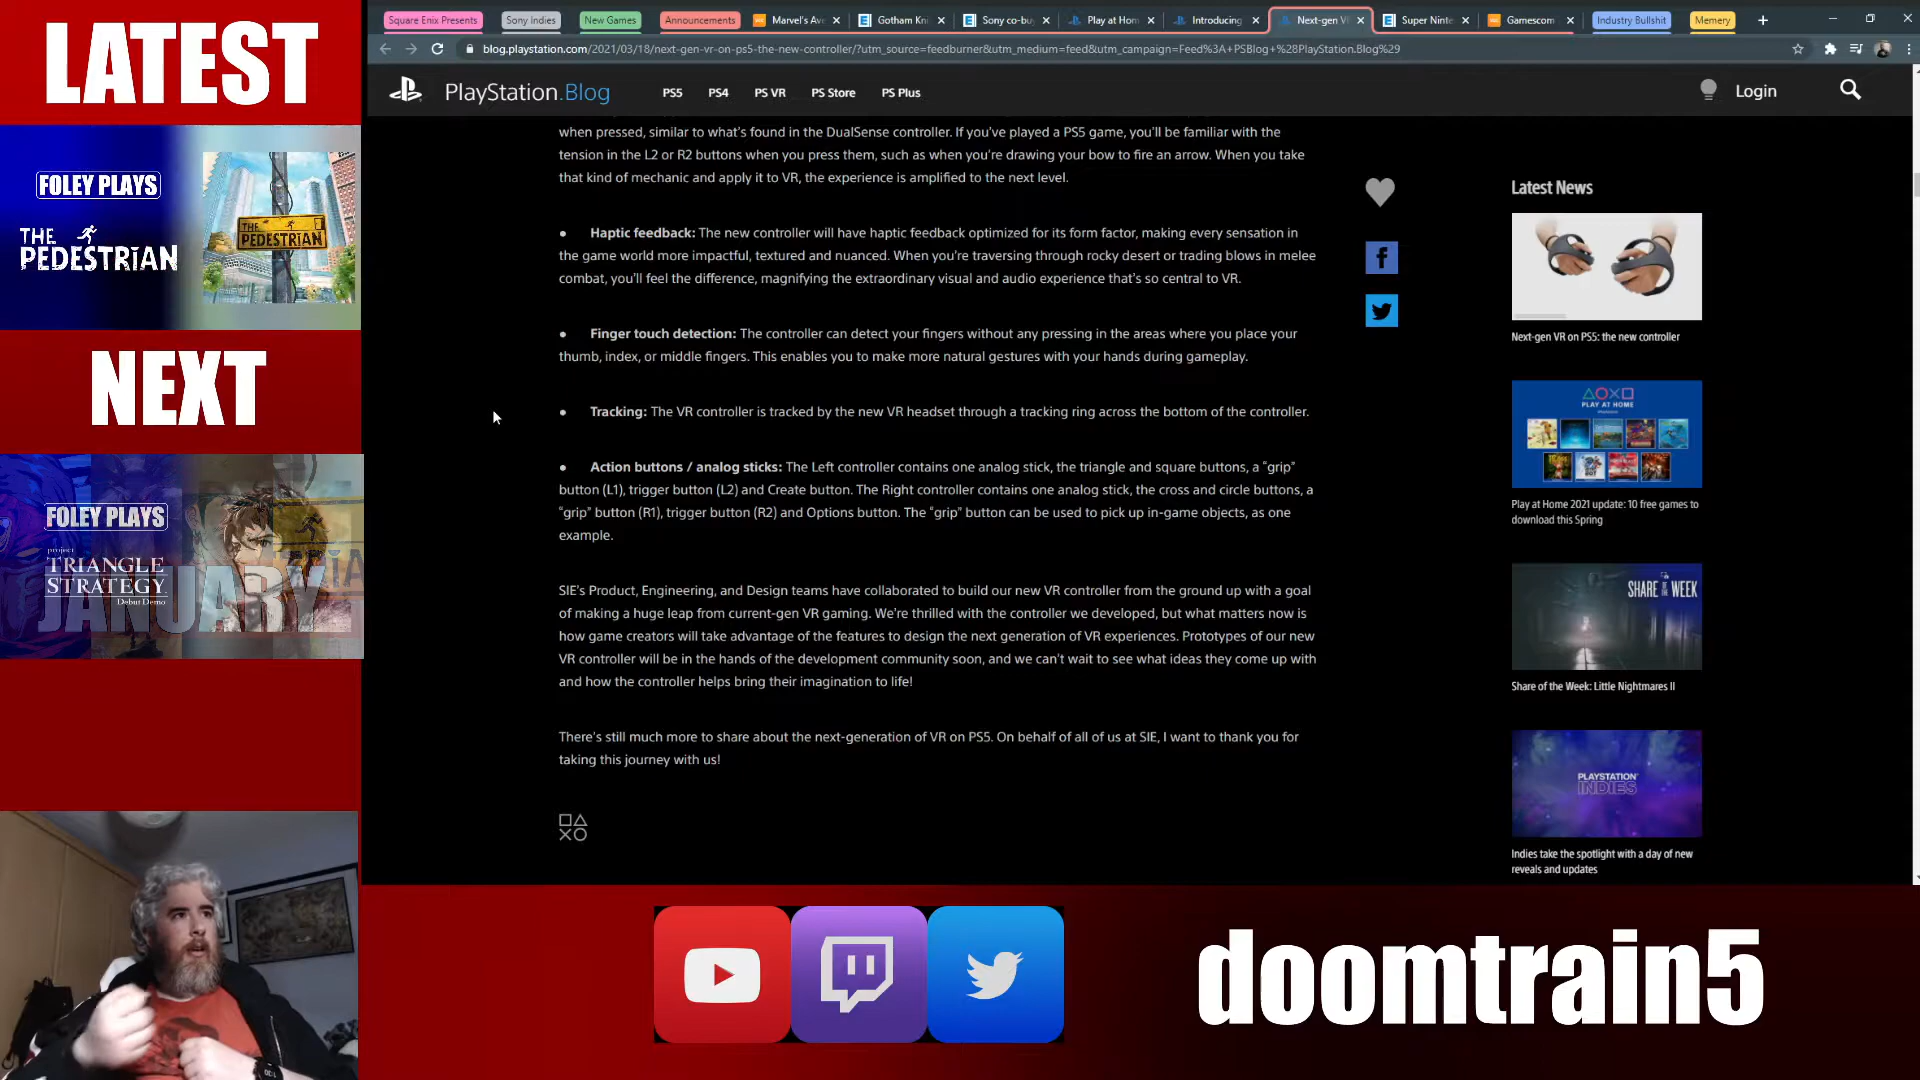 LATEST
FOLEY PLAYS
THE
PEDESTRIAN
THE
PEDESTRIAN
NEXT
FOLEY PLAYS
project
TRIANGLE
STRATEGY
Debut Demo
JANUARY
Square Enix Presents
Sony Indies
New Games
Announcements
Marvel's Ave
Gotham Kni
Sony co-bu
Play at Hom
Introducing
Next-gen VR
Super Ninte
Gamescom
Industry Bullshit
Memery
blog.playstation.com/2021/03/18/next-gen-vr-on-ps5-the-new-controller/?utm_source=feedburner&utm_medium=feed&utm_campaign=Feed%3A+PSBlog+%28PlayStation.Blog%29
PlayStation.Blog
PS5
PS4
PS VR
PS Store
PS Plus
Login
when pressed, similar to what's found in the DualSense controller. If you've played a PS5 game, you'll be familiar with the
tension in the L2 or R2 buttons when you press them, such as when you're drawing your bow to fire an arrow. When you take
that kind of mechanic and apply it to VR, the experience is amplified to the next level.
● Haptic feedback: The new controller will have haptic feedback optimized for its form factor, making every sensation in
the game world more impactful, textured and nuanced. When you're traversing through rocky desert or trading blows in melee
combat, you'll feel the difference, magnifying the extraordinary visual and audio experience that's so central to VR.
● Finger touch detection: The controller can detect your fingers without any pressing in the areas where you place your
thumb, index, or middle fingers. This enables you to make more natural gestures with your hands during gameplay.
● Tracking: The VR controller is tracked by the new VR headset through a tracking ring across the bottom of the controller.
● Action buttons / analog sticks: The Left controller contains one analog stick, the triangle and square buttons, a “grip”
button (L1), trigger button (L2) and Create button. The Right controller contains one analog stick, the cross and circle buttons, a
“grip” button (R1), trigger button (R2) and Options button. The “grip” button can be used to pick up in-game objects, as one
example.
SIE's Product, Engineering, and Design teams have collaborated to build our new VR controller from the ground up with a goal
of making a huge leap from current-gen VR gaming. We're thrilled with the controller we developed, but what matters now is
how game creators will take advantage of the features to design the next generation of VR experiences. Prototypes of our new
VR controller will be in the hands of the development community soon, and we can't wait to see what ideas they come up with
and how the controller helps bring their imagination to life!
There's still much more to share about the next-generation of VR on PS5. On behalf of all of us at SIE, I want to thank you for
taking this journey with us!
Latest News
Next-gen VR on PS5: the new controller
PLAY AT HOME
Play at Home 2021 update: 10 free games to
download this Spring
SHARE OF THE WEEK
Share of the Week: Little Nightmares II
PLAYSTATION
INDIES
Indies take the spotlight with a day of new
reveals and updates
doomtrain5